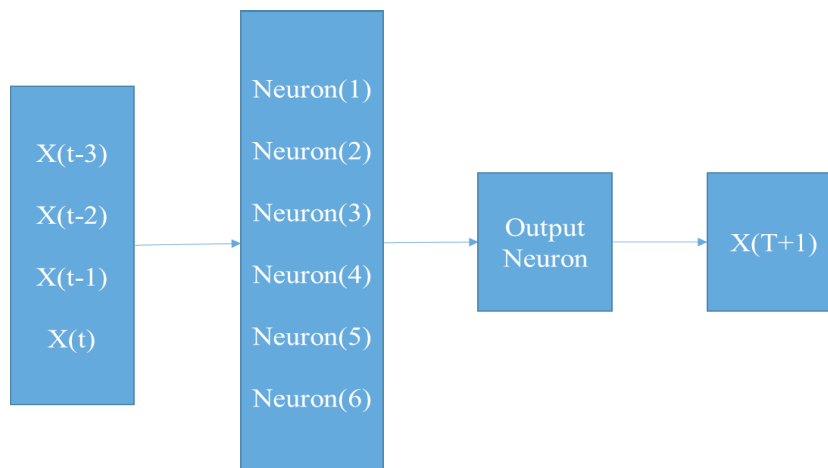 X(t-3)
X(t-2)
X(t-1)
X(t)
Neuron(1)
Neuron(2)
Neuron(3)
Neuron(4)
Neuron(5)
Neuron(6)
Output
Neuron
X(T+1)